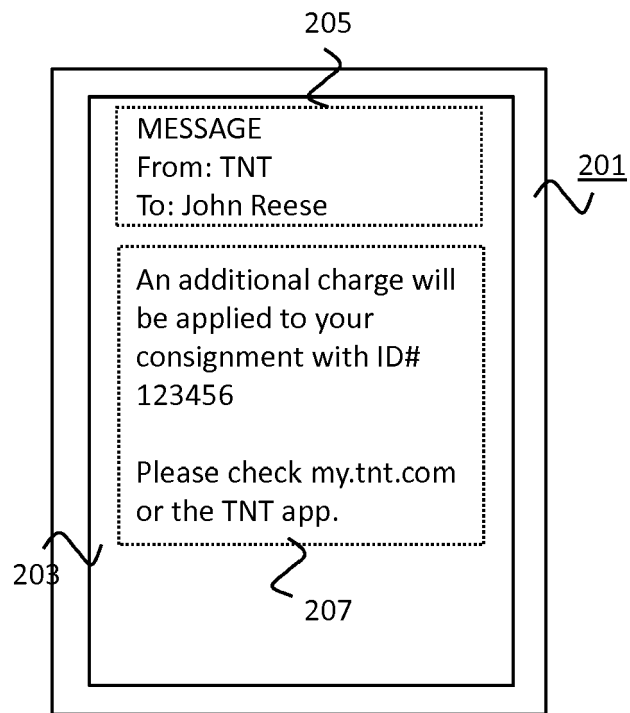 205
MESSAGE
From: TNT
To: John Reese
201
An additional charge will
be applied to your
consignment with ID#
123456
Please check my.tnt.com
or the TNT app.
203
207